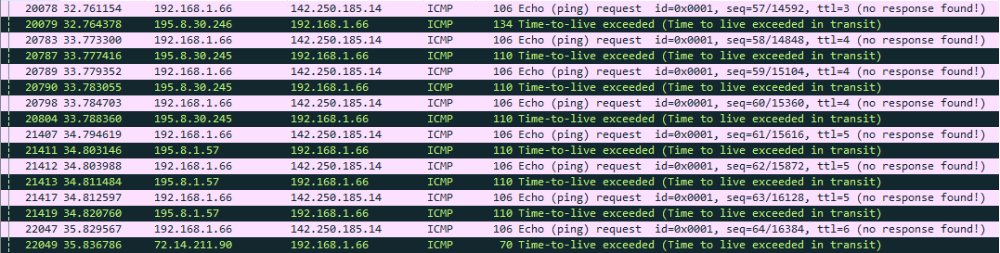 20078 32.761154 192.168.1.66 142.250.185.14 ICMP 106 Echo (ping) request id=0x0001, seq=57/14592, ttl=3 (no response found!)
20079 32.764378 195.8.30.246 192.168.1.66 ICMP 134 Time-to-live exceeded (Time to live exceeded in transit)
20783 33.773300 192.168.1.66 142.250.185.14 ICMP 106 Echo (ping) request id=0x0001, seq=58/14848, ttl=4 (no response found!)
20787 33.777416 195.8.30.245 192.168.1.66 ICMP 110 Time-to-live exceeded (Time to live exceeded in transit)
20789 33.779352 192.168.1.66 142.250.185.14 ICMP 106 Echo (ping) request id=0x0001, seq=59/15104, ttl=4 (no response found!)
20790 33.783055 195.8.30.245 192.168.1.66 ICMP 110 Time-to-live exceeded (Time to live exceeded in transit)
20798 33.784703 192.168.1.66 142.250.185.14 ICMP 106 Echo (ping) request id=0x0001, seq=60/15360, ttl=4 (no response found!)
20804 33.788360 195.8.30.245 192.168.1.66 ICMP 110 Time-to-live exceeded (Time to live exceeded in transit)
21407 34.794619 192.168.1.66 142.250.185.14 ICMP 106 Echo (ping) request id=0x0001, seq=61/15616, ttl=5 (no response found!)
21411 34.803146 195.8.1.57 192.168.1.66 ICMP 110 Time-to-live exceeded (Time to live exceeded in transit)
21412 34.803988 192.168.1.66 142.250.185.14 ICMP 106 Echo (ping) request id=0x0001, seq=62/15872, ttl=5 (no response found!)
21413 34.811484 195.8.1.57 192.168.1.66 ICMP 110 Time-to-live exceeded (Time to live exceeded in transit)
21417 34.812597 192.168.1.66 142.250.185.14 ICMP 106 Echo (ping) request id=0x0001, seq=63/16128, ttl=5 (no response found!)
21419 34.820760 195.8.1.57 192.168.1.66 ICMP 110 Time-to-live exceeded (Time to live exceeded in transit)
22047 35.829567 192.168.1.66 142.250.185.14 ICMP 106 Echo (ping) request id=0x0001, seq=64/16384, ttl=6 (no response found!)
22049 35.836786 72.14.211.90 192.168.1.66 ICMP 70 Time-to-live exceeded (Time to live exceeded in transit)